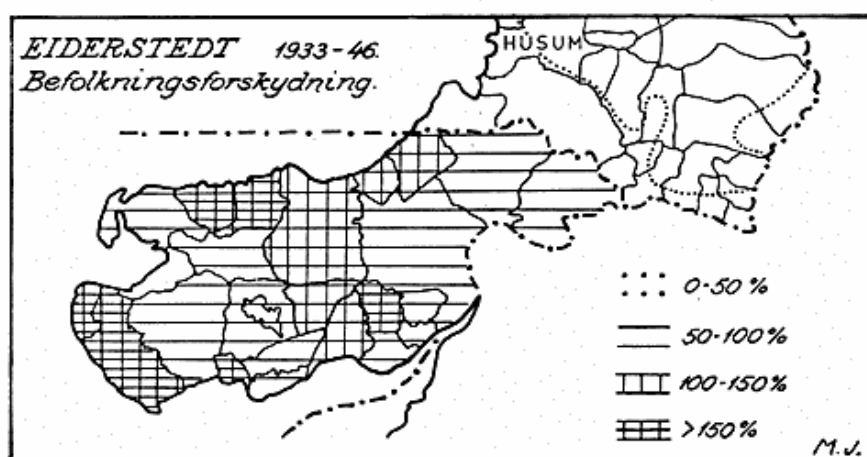 EIDERSTEDT 1933-46.
Befolkningsforskydning.
HUSUM
0-50%
50-100%
100-150%
>150%
M.J.